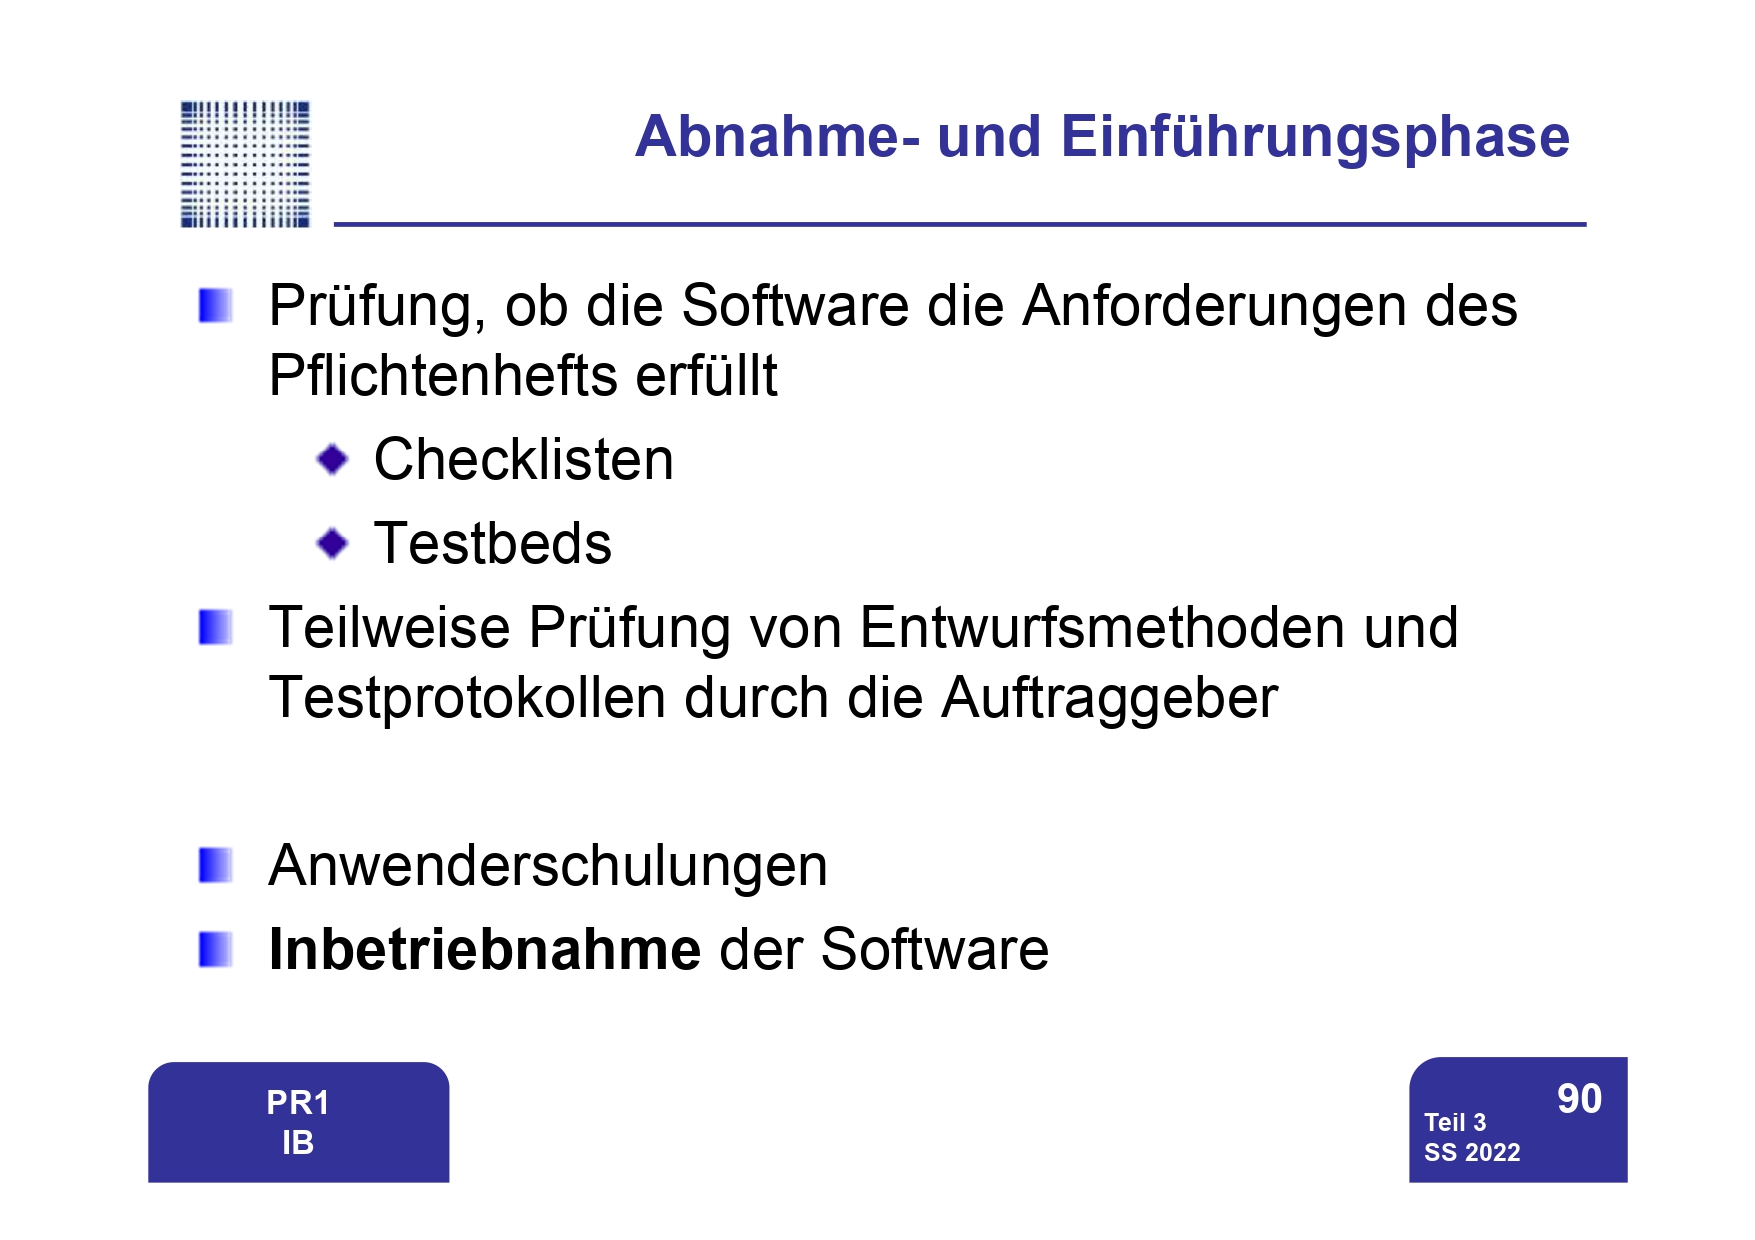 Abnahme- und Einführungsphase
Prüfung, ob die Software die Anforderungen des
Pflichtenhefts erfüllt
Checklisten
Testbeds
Teilweise Prüfung von Entwurfsmethoden und
Testprotokollen durch die Auftraggeber
Anwenderschulungen
Inbetriebnahme der Software
PR1
IB
90
Teil 3
SS 2022